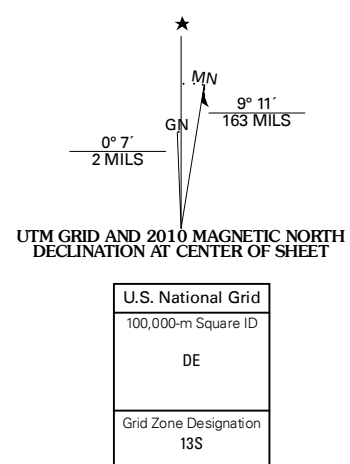 ★
MN
9° 11´
163 MILS
GN
0° 7´
2 MILS
UTM GRID AND 2010 MAGNETIC NORTH
DECLINATION AT CENTER OF SHEET
U.S. National Grid
100,000-m Square ID
DE
Grid Zone Designation
13S